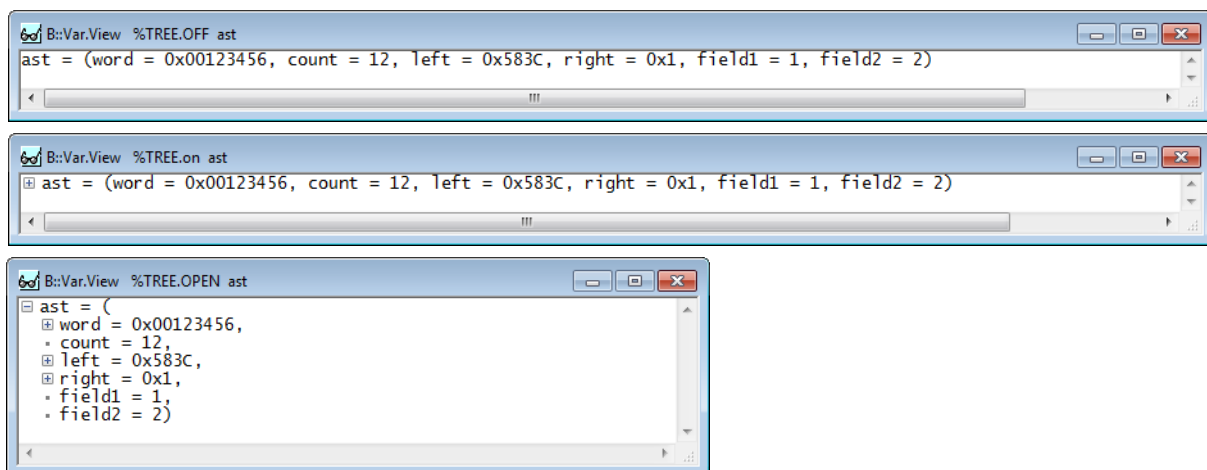 B::Var.View %TREE.OFF ast
ast = (word = 0x00123456, count = 12, left = 0x583C, right = 0x1, field1 = 1, field2 = 2)
B::Var.View %TREE.on ast
ast = (word = 0x00123456, count = 12, left = 0x583C, right = 0x1, field1 = 1, field2 = 2)
B::Var.View %TREE.OPEN ast
ast = (
word = 0x00123456,
count = 12,
left = 0x583C,
right = 0x1,
field1 = 1,
field2 = 2)